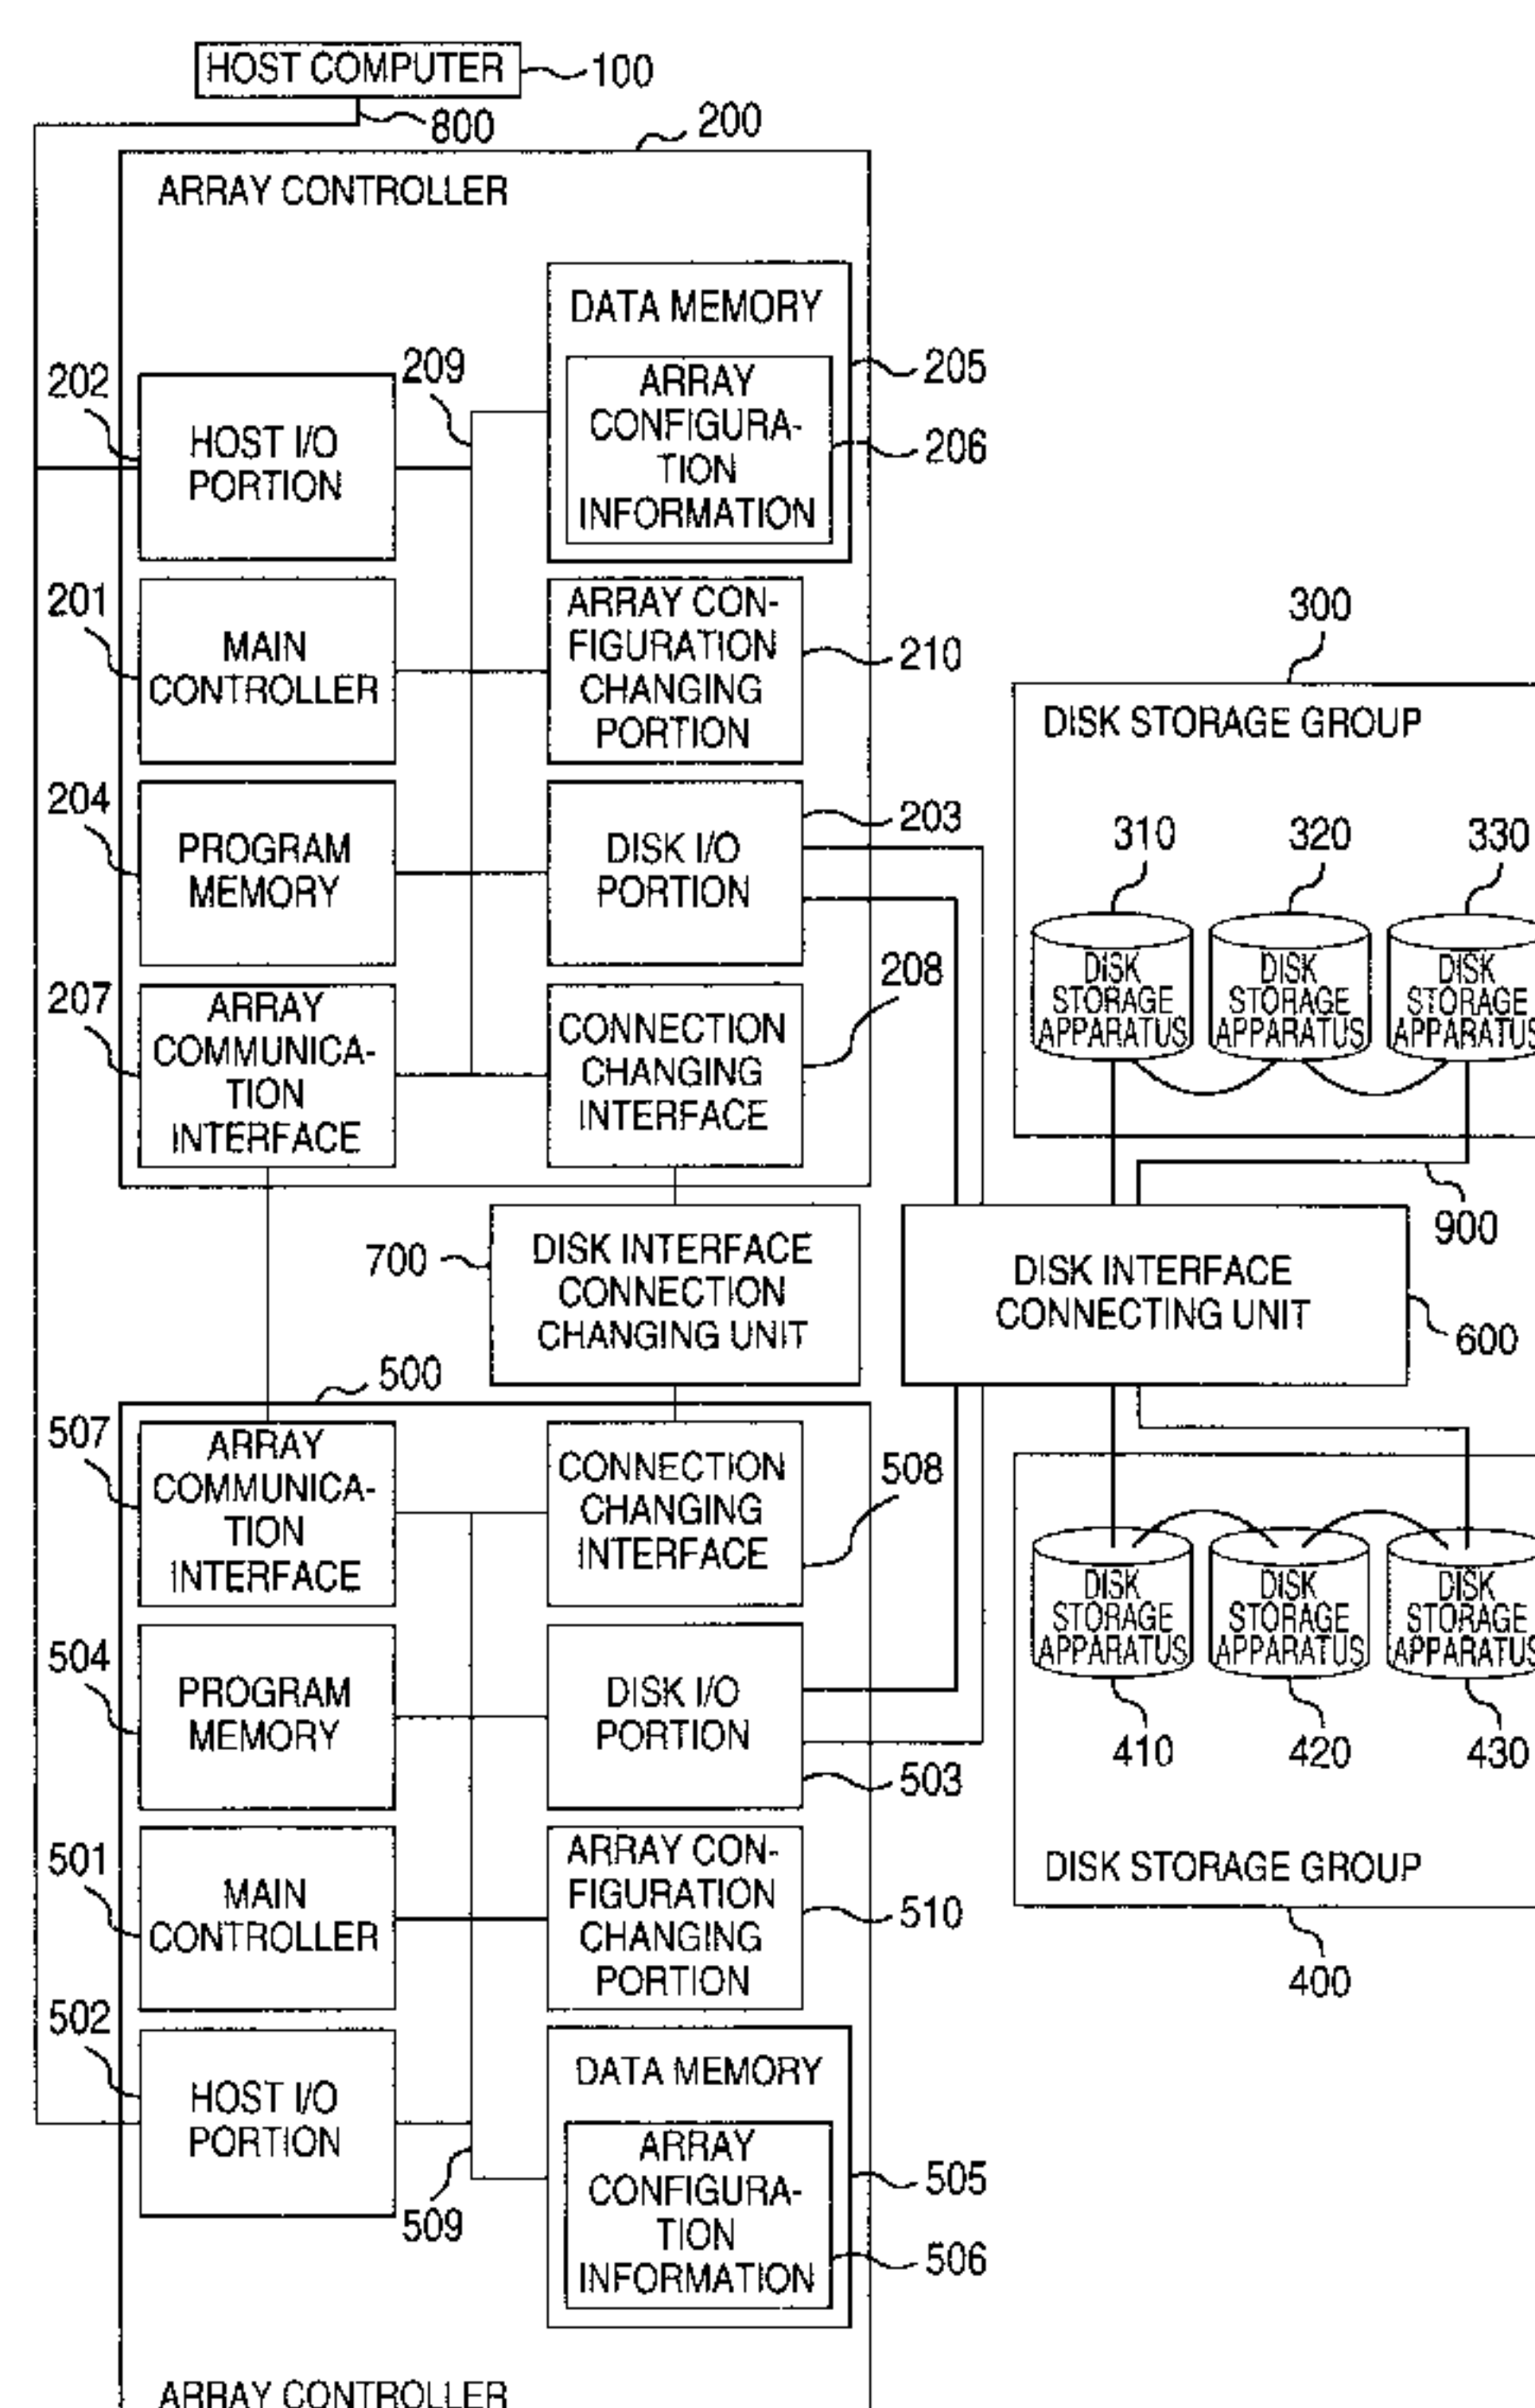 HOST COMPUTER
100
800
200
ARRAY CONTROLLER
DATA MEMORY
205
ARRAY
CONFIGURA-
TION
INFORMATION
206
202
HOST I/O
PORTION
209
201
MAIN
CONTROLLER
ARRAY CON-
FIGURATION
CHANGING
PORTION
210
204
PROGRAM
MEMORY
DISK I/O
PORTION
203
207
ARRAY
COMMUNICA-
TION
INTERFACE
CONNECTION
CHANGING
INTERFACE
208
300
DISK STORAGE GROUP
310
320
330
DISK
STORAGE
APPARATUS
DISK
STORAGE
APPARATUS
DISK
STORAGE
APPARATUS
900
700
DISK INTERFACE
CONNECTION
CHANGING UNIT
DISK INTERFACE
CONNECTING UNIT
600
500
507
ARRAY
COMMUNICA-
TION
INTERFACE
CONNECTION
CHANGING
INTERFACE
508
504
PROGRAM
MEMORY
DISK I/O
PORTION
503
501
MAIN
CONTROLLER
ARRAY CON-
FIGURATION
CHANGING
PORTION
510
502
HOST I/O
PORTION
509
DATA MEMORY
505
ARRAY
CONFIGURA-
TION
INFORMATION
506
ARRAY CONTROLLER
DISK
STORAGE
APPARATUS
DISK
STORAGE
APPARATUS
DISK
STORAGE
APPARATUS
410
420
430
DISK STORAGE GROUP
400